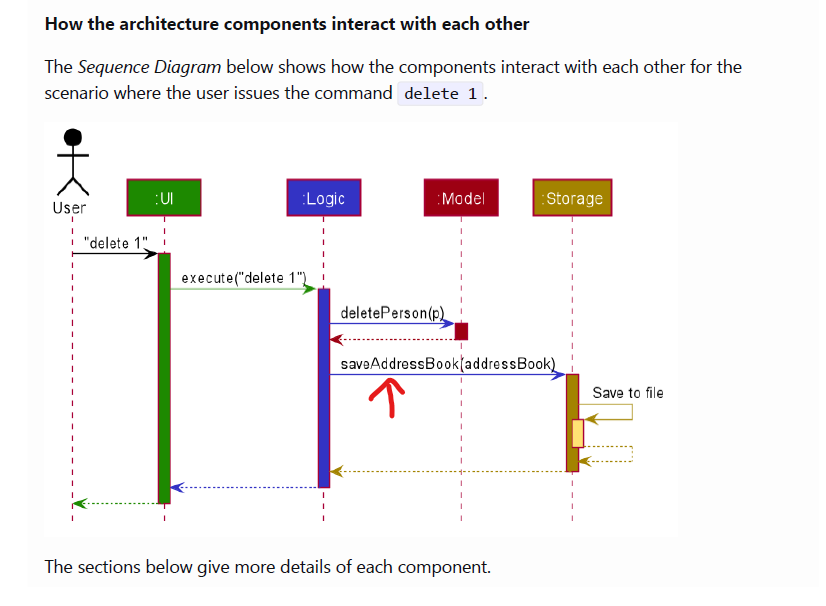 How the architecture components interact with each other
The Sequence Diagram below shows how the components interact with each other for the
scenario where the user issues the command delete 1 .
User
:UI
:Logic
:Model
:Storage
"delete 1"
execute("delete 1")
deletePerson(p)
saveAddressBook(addressBook)
Save to file
The sections below give more details of each component.